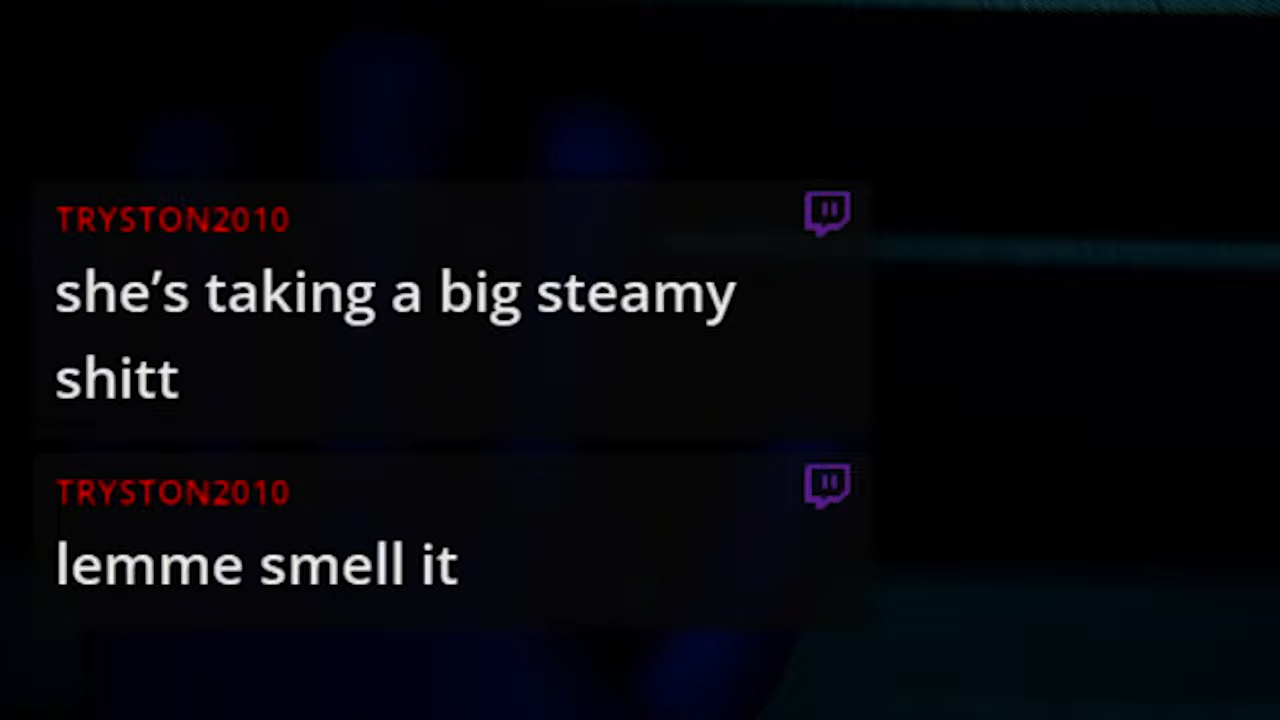 TRYSTON2010
she’s taking a big steamy
shitt
TRYSTON2010
lemme smell it